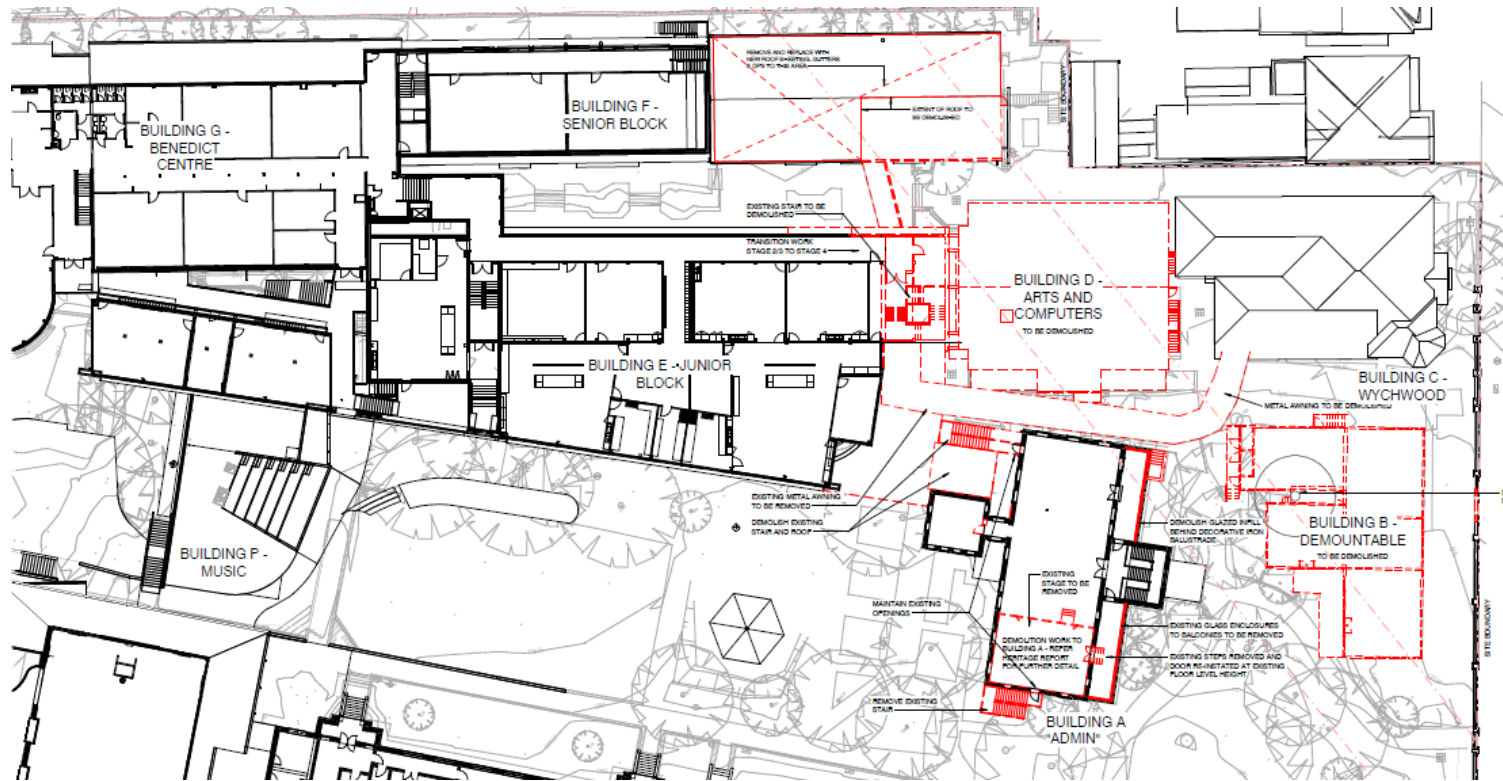 REMOVE AND REPLACE WITH
NEW ROOF SHEETING, GUTTERS
& DPS TO THIS AREA
EXTENT OF ROOF TO
BE DEMOLISHED
SITE BOUNDARY
BUILDING F -
SENIOR BLOCK
BUILDING G -
BENEDICT
CENTRE
EXISTING STAIR TO BE
DEMOLISHED
TRANSITION WORK
STAGE 2/3 TO STAGE 4
BUILDING D -
ARTS AND
COMPUTERS
TO BE DEMOLISHED
BUILDING E - JUNIOR
BLOCK
BUILDING C -
WYCHWOOD
METAL AWNING TO BE DEMOLISHED
EXISTING METAL AWNING
TO BE REMOVED
DEMOLISH EXISTING
STAIR AND ROOF
DEMOLISH GLAZED INFILL
BEHIND DECORATIVE IRON
BALUSTRADE
BUILDING B -
DEMOUNTABLE
TO BE DEMOLISHED
BUILDING P -
MUSIC
EXISTING
STAGE TO BE
REMOVED
MAINTAIN EXISTING
OPENINGS
DEMOLITION WORK TO
BUILDING A - REFER
HERITAGE REPORT
FOR FURTHER DETAIL
EXISTING GLASS ENCLOSURES
TO BALCONIES TO BE REMOVED
EXISTING STEPS REMOVED AND
DOOR RE-INSTATED AT EXISTING
FLOOR LEVEL HEIGHT
SITE BOUNDARY
REMOVE EXISTING
STAIR
BUILDING A
"ADMIN"